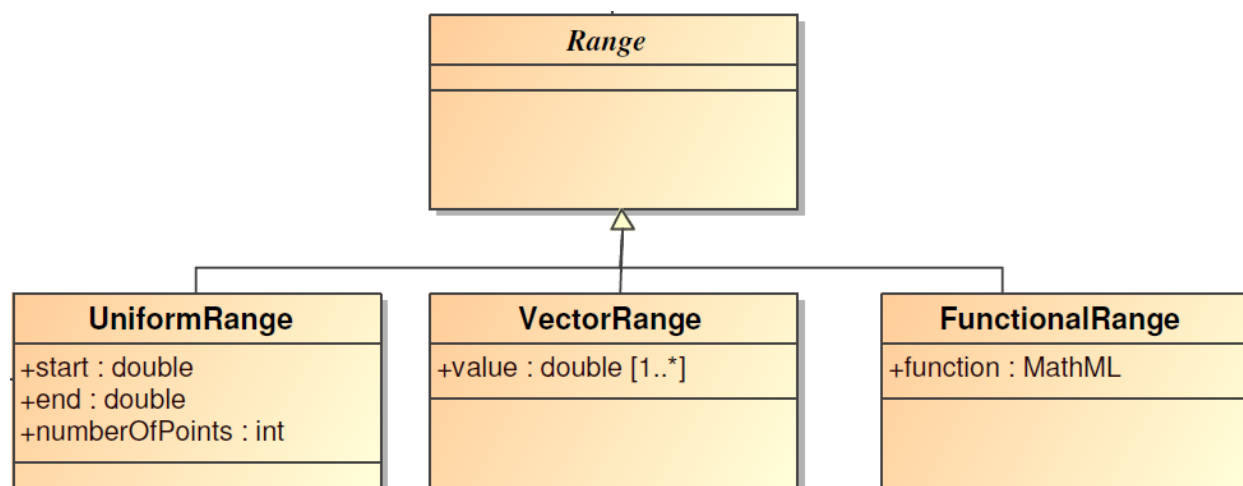 Range
UniformRange
+start : double
+end : double
+numberOfPoints : int
VectorRange
+value : double [1..*]
FunctionalRange
+function : MathML